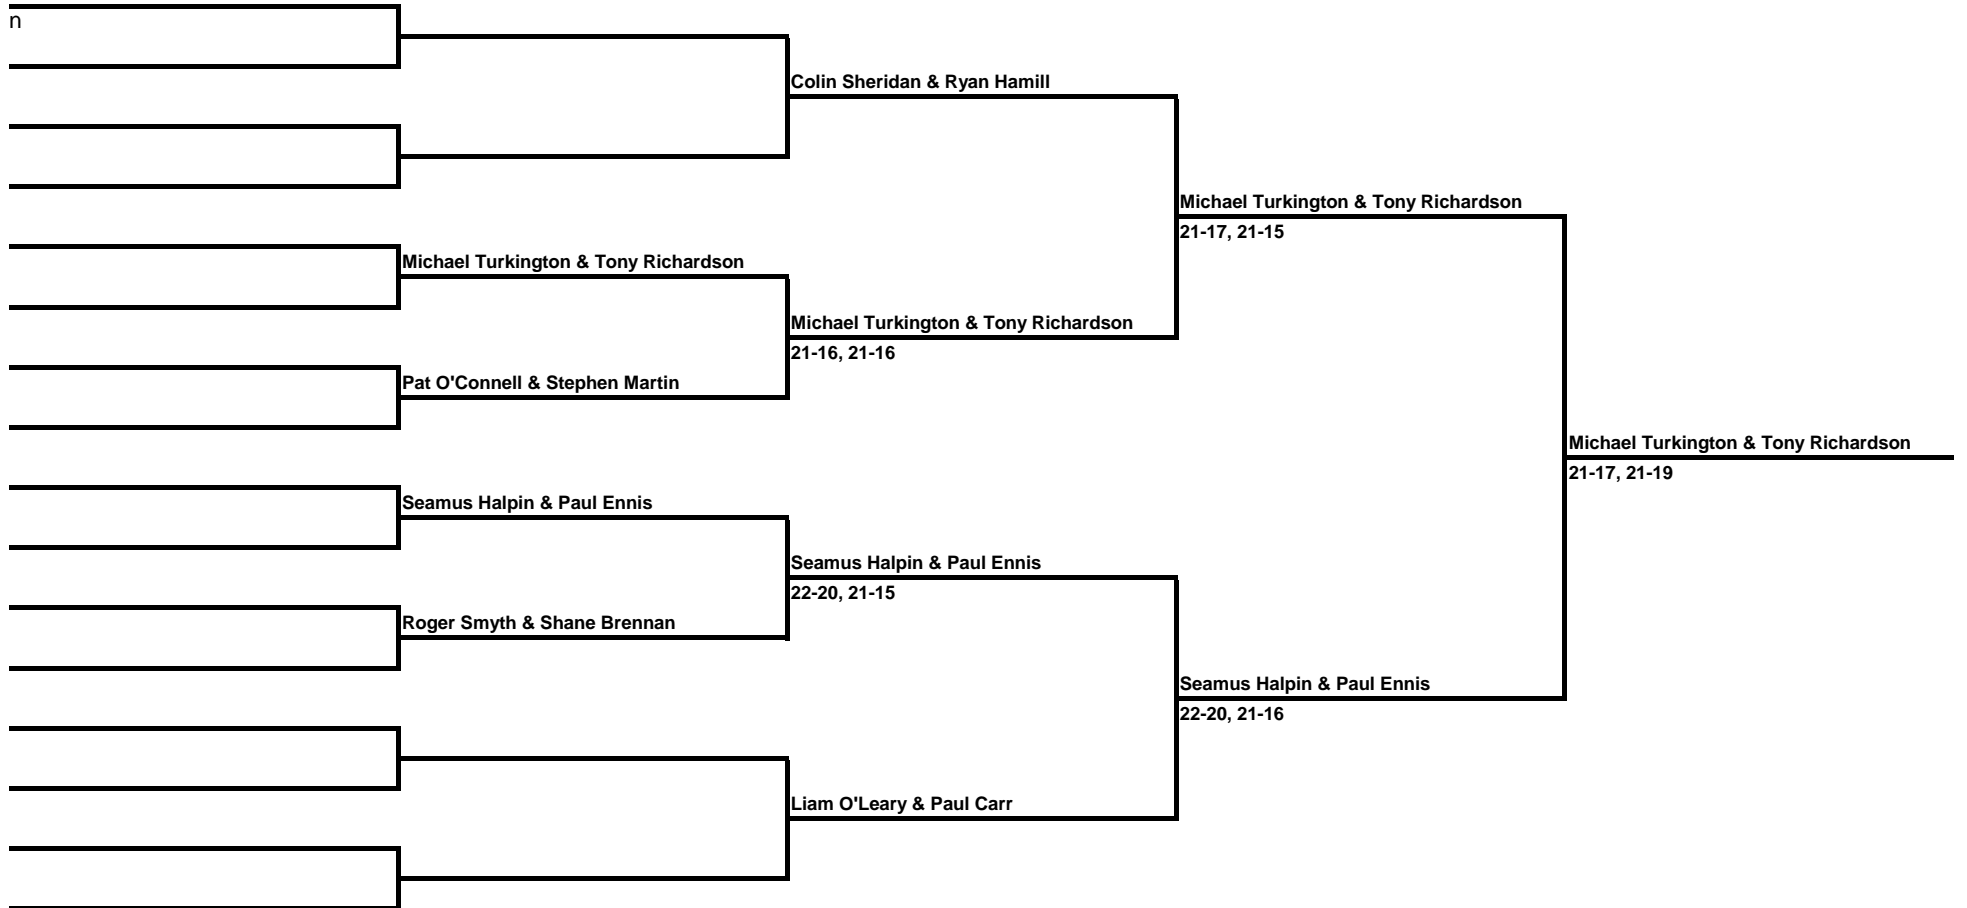 n
Colin Sheridan & Ryan Hamill
Michael Turkington & Tony Richardson
21-17, 21-15
Michael Turkington & Tony Richardson
Michael Turkington & Tony Richardson
21-16, 21-16
Pat O'Connell & Stephen Martin
Michael Turkington & Tony Richardson
21-17, 21-19
Seamus Halpin & Paul Ennis
Seamus Halpin & Paul Ennis
22-20, 21-15
Roger Smyth & Shane Brennan
Seamus Halpin & Paul Ennis
22-20, 21-16
Liam O'Leary & Paul Carr